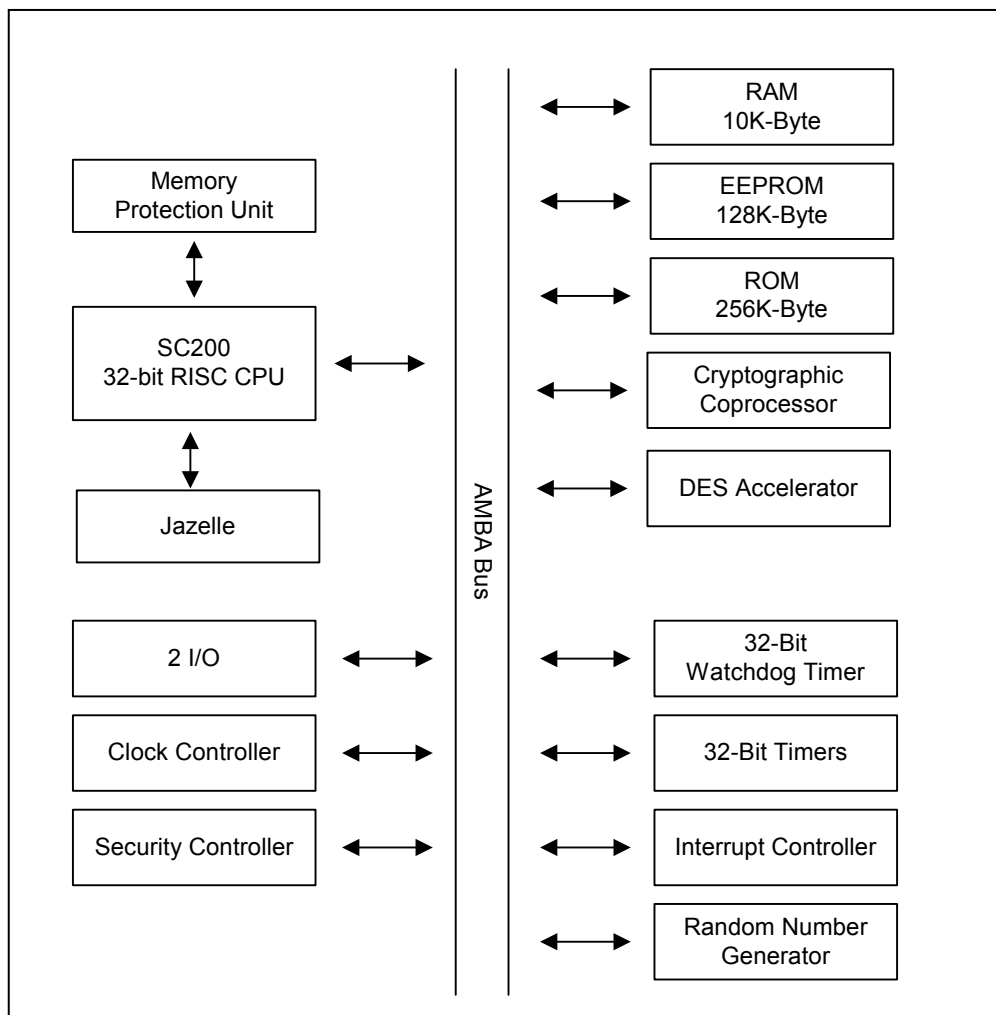 Memory
Protection Unit
SC200
32-bit RISC CPU
Jazelle
2 I/O
Clock Controller
Security Controller
AMBA Bus
RAM
10K-Byte
EEPROM
128K-Byte
ROM
256K-Byte
Cryptographic
Coprocessor
DES Accelerator
32-Bit
Watchdog Timer
32-Bit Timers
Interrupt Controller
Random Number
Generator